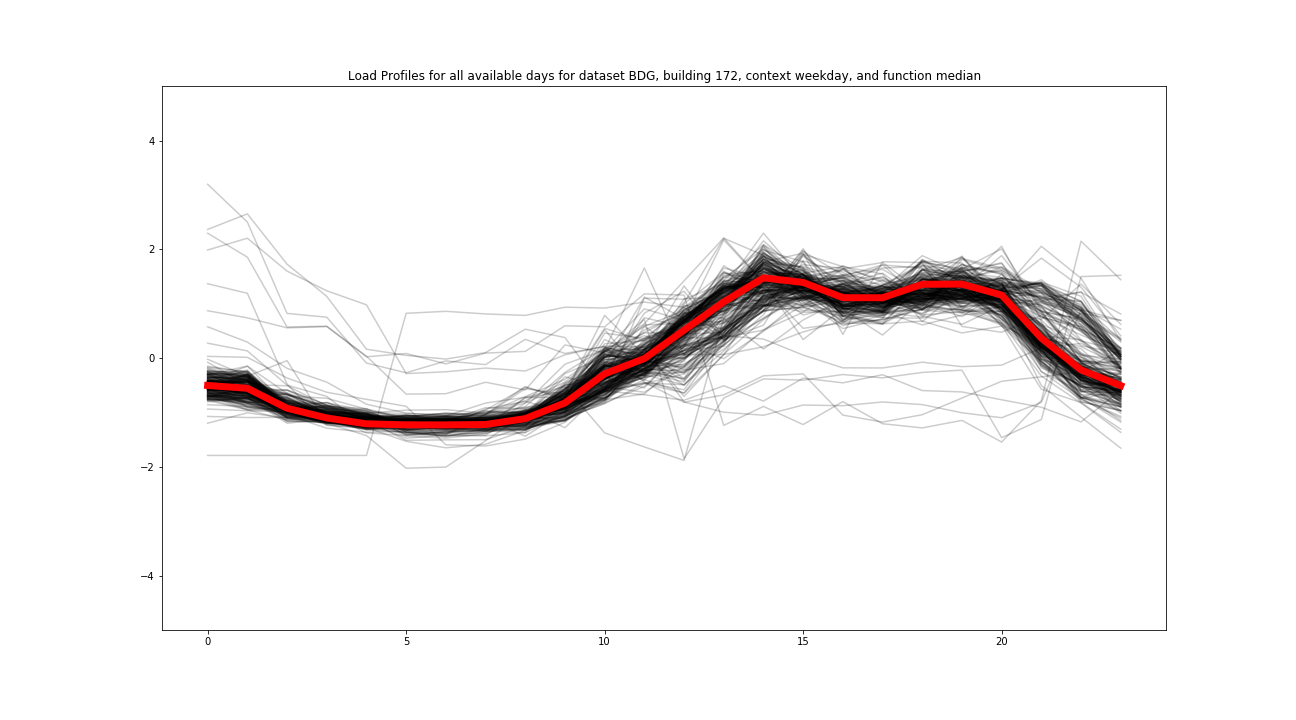 Load Profiles for all available days for dataset BDG, building 172, context weekday, and function median
4
2
0
−2
−4
0 5 10 15 20